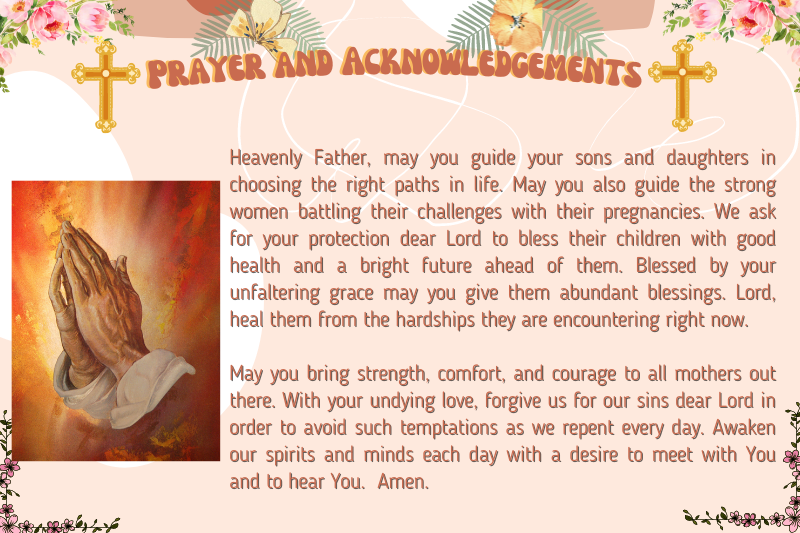 PRAYER AND ACKNOWLEDGEMENTS
Heavenly Father, may you guide your sons and daughters in
choosing the right paths in life. May you also guide the strong
women battling their challenges with their pregnancies. We ask
for your protection dear Lord to bless their children with good
health and a bright future ahead of them. Blessed by your
unfaltering grace may you give them abundant blessings. Lord,
heal them from the hardships they are encountering right now.
May you bring strength, comfort, and courage to all mothers out
there. With your undying love, forgive us for our sins dear Lord in
order to avoid such temptations as we repent every day. Awaken
our spirits and minds each day with a desire to meet with You
and to hear You. Amen.